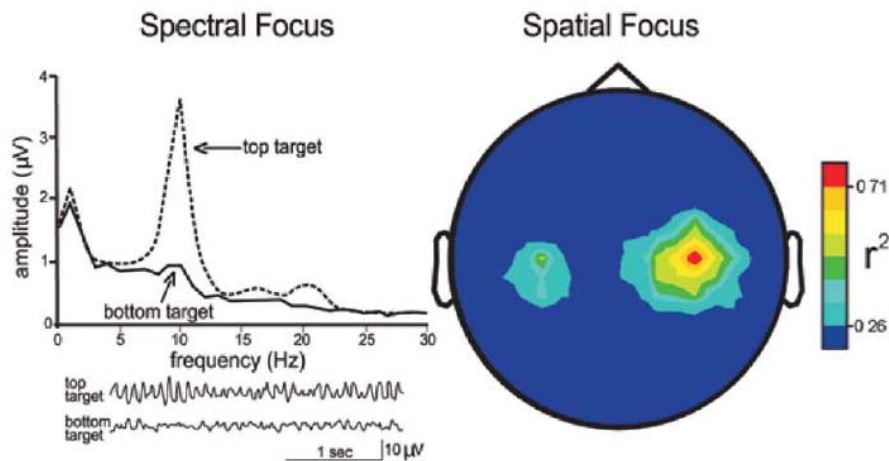 Spectral Focus
Spatial Focus
4
3
2
1
0
amplitude (µV)
top target
bottom target
0 5 10 15 20 25 30
frequency (Hz)
top
target
bottom
target
1 sec
10 µV
0.71
r²
0.26